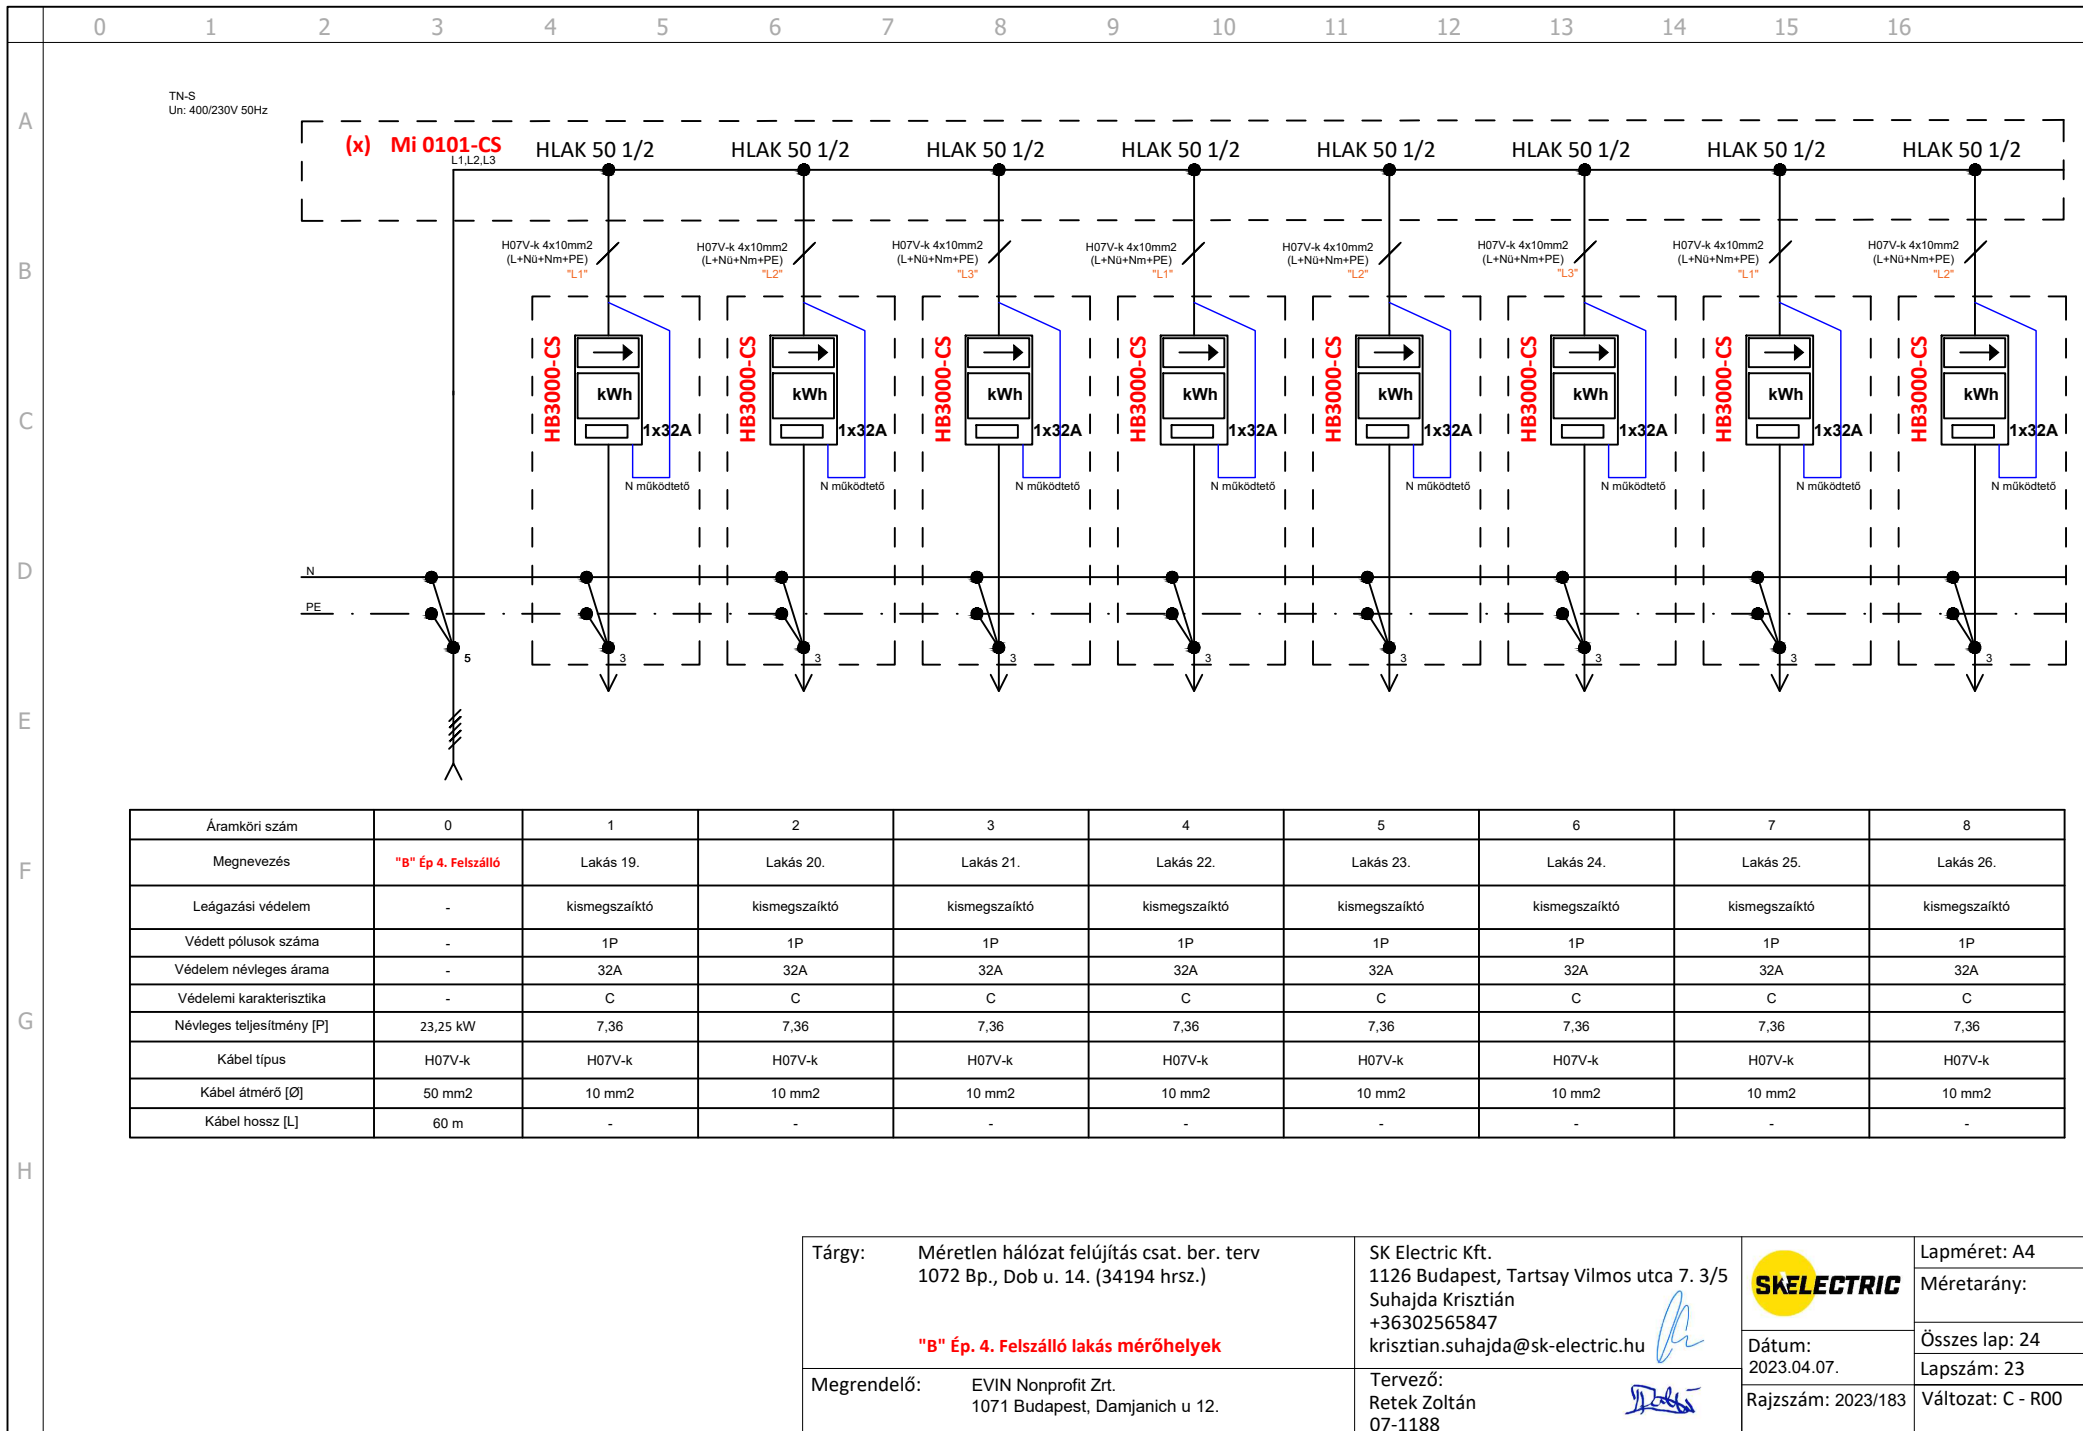 0 1 2 3 4 5 6 7 8 9 10 11 12 13 14 15 16
A
B
C
D
E
F
G
H
TN-S
Un: 400/230V 50Hz
(x) Mi 0101-CS
L1,L2,L3
HLAK 50 1/2 HLAK 50 1/2 HLAK 50 1/2 HLAK 50 1/2 HLAK 50 1/2 HLAK 50 1/2 HLAK 50 1/2 HLAK 50 1/2
H07V-k 4x10mm2 H07V-k 4x10mm2 H07V-k 4x10mm2 H07V-k 4x10mm2 H07V-k 4x10mm2 H07V-k 4x10mm2 H07V-k 4x10mm2 H07V-k 4x10mm2
(L+Nü+Nm+PE) (L+Nü+Nm+PE) (L+Nü+Nm+PE) (L+Nü+Nm+PE) (L+Nü+Nm+PE) (L+Nü+Nm+PE) (L+Nü+Nm+PE) (L+Nü+Nm+PE)
"L1" "L2" "L3" "L1" "L2" "L3" "L1" "L2"
HB3000-CS HB3000-CS HB3000-CS HB3000-CS HB3000-CS HB3000-CS HB3000-CS HB3000-CS
kWh kWh kWh kWh kWh kWh kWh kWh
1x32A 1x32A 1x32A 1x32A 1x32A 1x32A 1x32A 1x32A
N működtető N működtető N működtető N működtető N működtető N működtető N működtető N működtető
N
PE
5 3 3 3 3 3 3 3 3
Áramköri szám 0 1 2 3 4 5 6 7 8
Megnevezés "B" Ép 4. Felszálló Lakás 19. Lakás 20. Lakás 21. Lakás 22. Lakás 23. Lakás 24. Lakás 25. Lakás 26.
Leágazási védelem - kismegszaíktó kismegszaíktó kismegszaíktó kismegszaíktó kismegszaíktó kismegszaíktó kismegszaíktó kismegszaíktó
Védett pólusok száma - 1P 1P 1P 1P 1P 1P 1P 1P
Védelem névleges árama - 32A 32A 32A 32A 32A 32A 32A 32A
Védelemi karakterisztika - C C C C C C C C
Névleges teljesítmény [P] 23,25 kW 7,36 7,36 7,36 7,36 7,36 7,36 7,36 7,36
Kábel típus H07V-k H07V-k H07V-k H07V-k H07V-k H07V-k H07V-k H07V-k H07V-k
Kábel átmérő [Ø] 50 mm2 10 mm2 10 mm2 10 mm2 10 mm2 10 mm2 10 mm2 10 mm2 10 mm2
Kábel hossz [L] 60 m - - - - - - - -
Tárgy: Méretlen hálózat felújítás csat. ber. terv
1072 Bp., Dob u. 14. (34194 hrsz.)
"B" Ép. 4. Felszálló lakás mérőhelyek
Megrendelő: EVIN Nonprofit Zrt.
1071 Budapest, Damjanich u 12.
SK Electric Kft.
1126 Budapest, Tartsay Vilmos utca 7. 3/5
Suhajda Krisztián
+36302565847
krisztian.suhajda@sk-electric.hu
Tervező:
Retek Zoltán
07-1188
SKELECTRIC
Dátum:
2023.04.07.
Rajzszám: 2023/183
Lapméret: A4
Méretarány:
Összes lap: 24
Lapszám: 23
Változat: C - R00